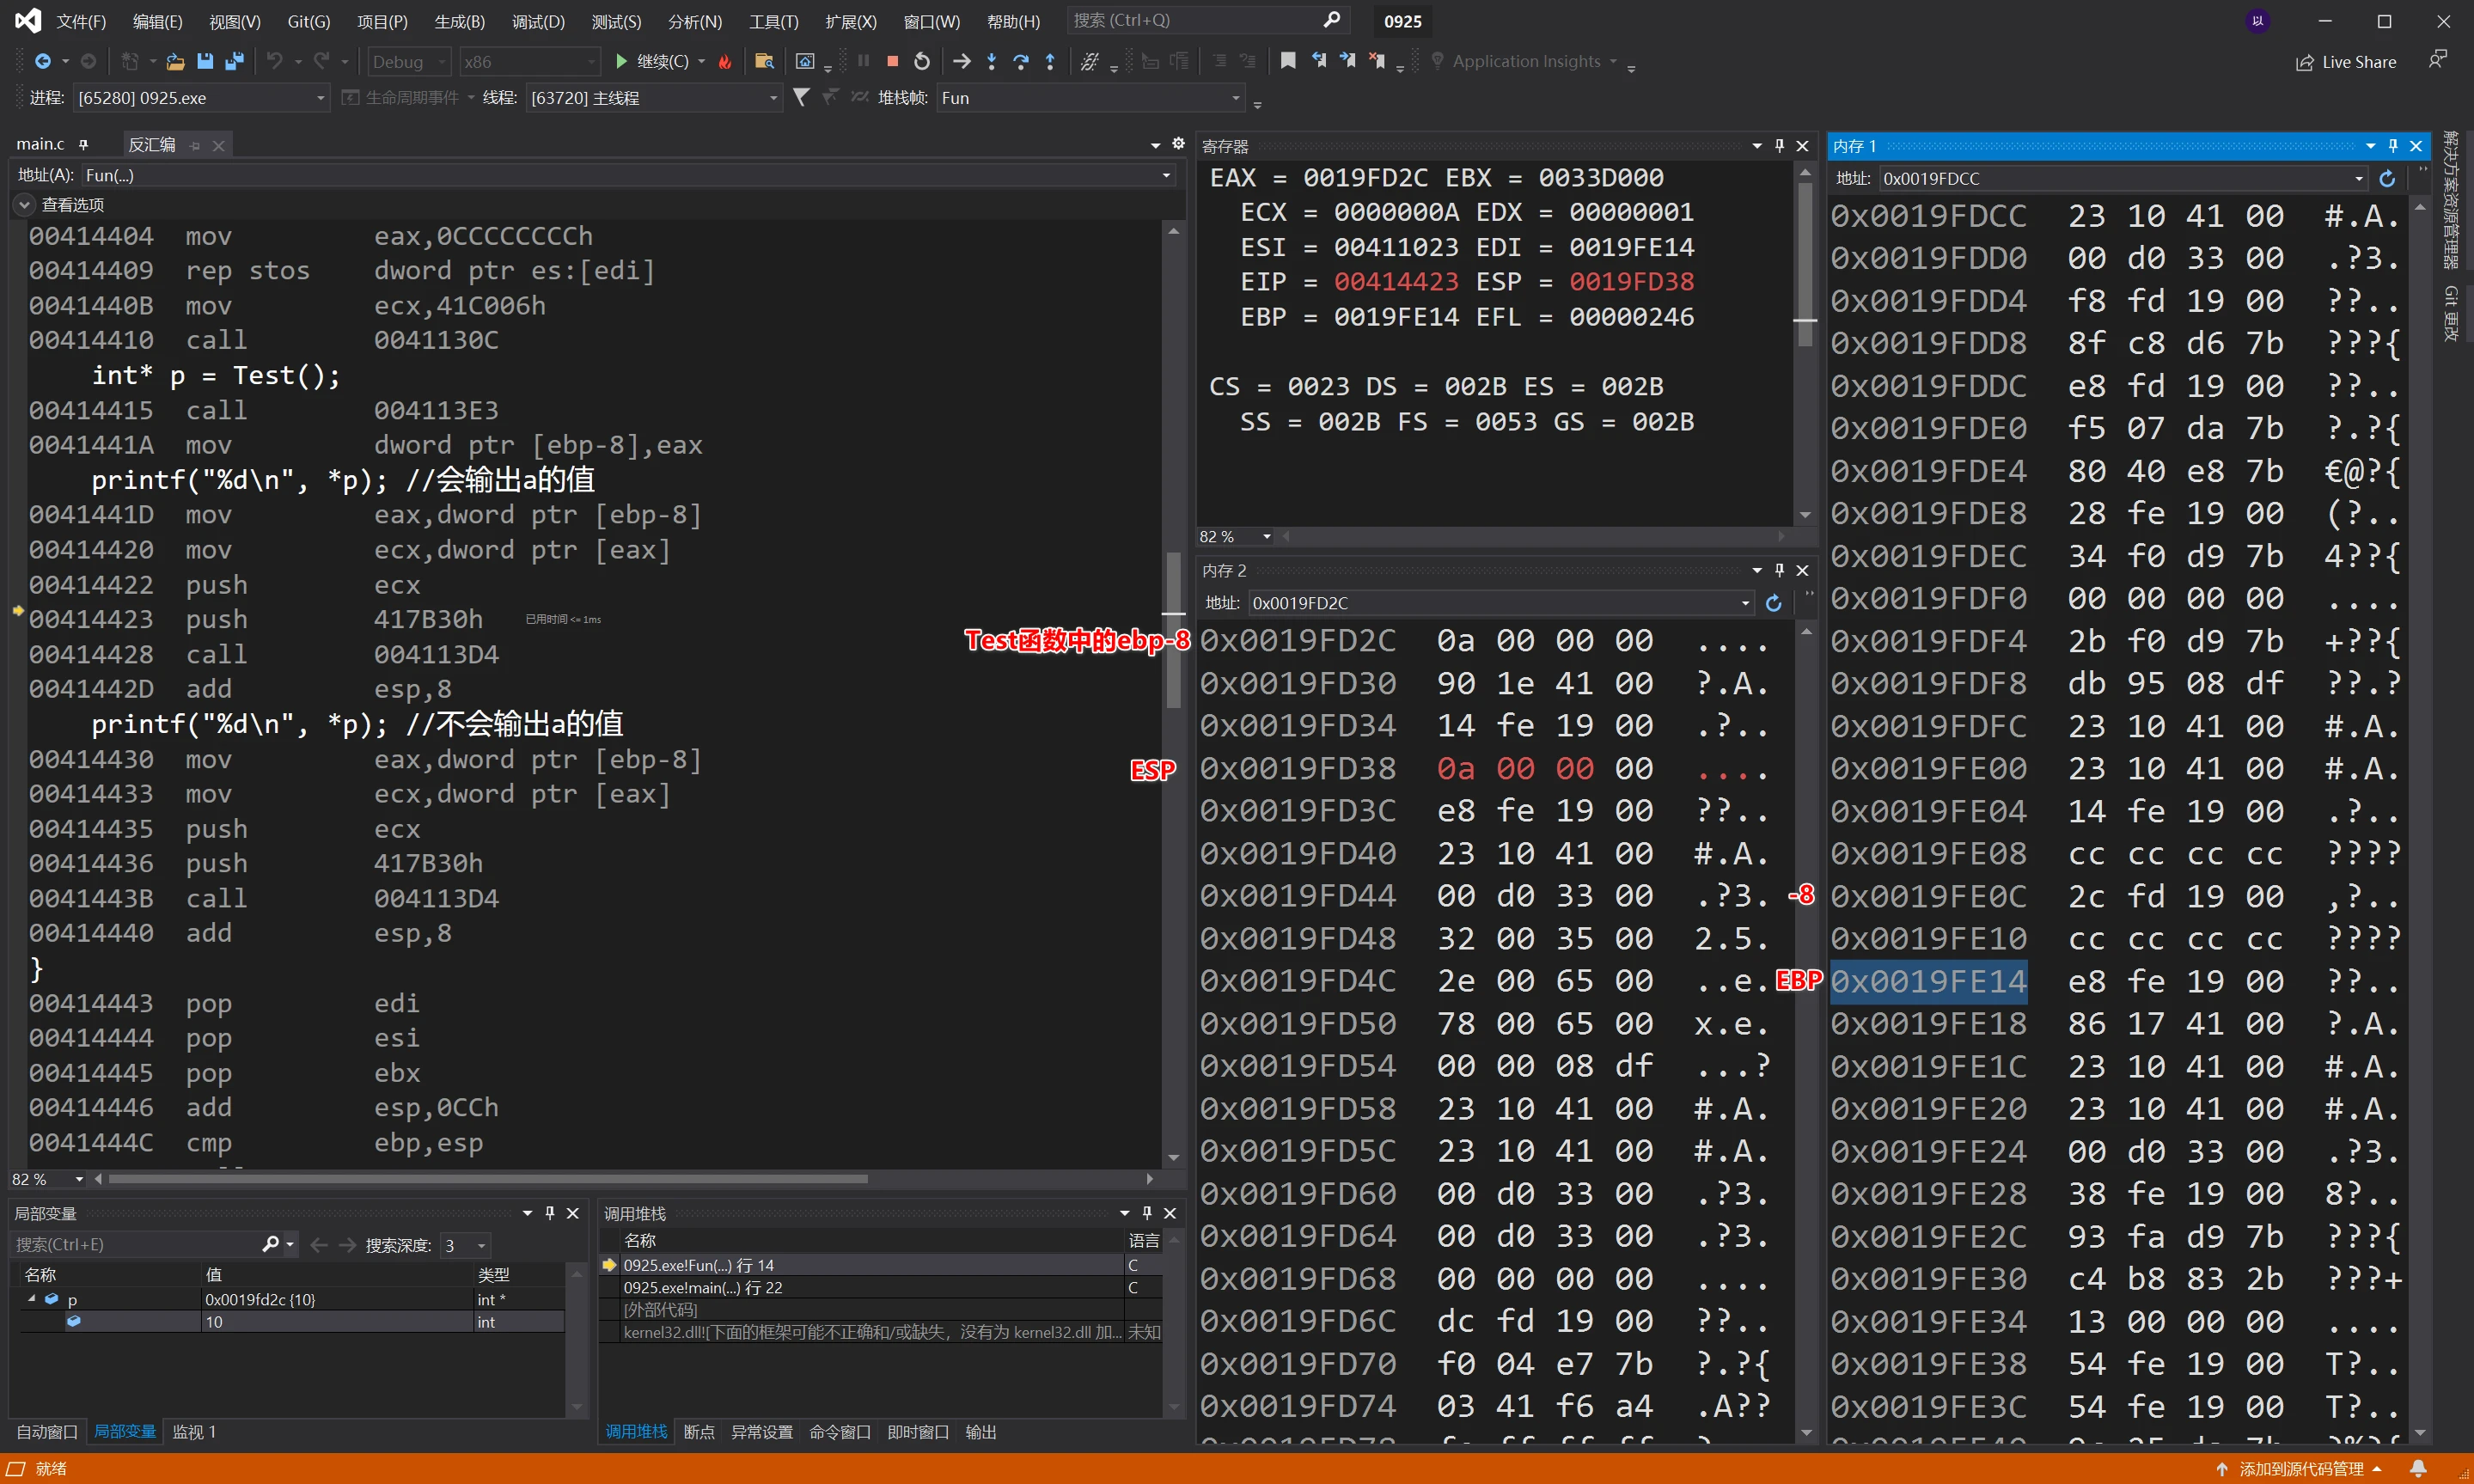 文件(F) 编辑(E) 视图(V) Git(G) 项目(P) 生成(B) 调试(D) 测试(S) 分析(N) 工具(T) 扩展(X) 窗口(W) 帮助(H) 搜索 (Ctrl+Q) 0925 以
Debug x86 继续(C) Application Insights Live Share
进程: [65280] 0925.exe 生命周期事件 线程: [63720] 主线程 堆栈帧: Fun
main.c 反汇编
地址(A): Fun(...)
查看选项
00414404 mov eax,0CCCCCCCCh
00414409 rep stos dword ptr es:[edi]
0041440B mov ecx,41C006h
00414410 call 0041130C
int* p = Test();
00414415 call 004113E3
0041441A mov dword ptr [ebp-8],eax
printf("%d\n", *p); //会输出a的值
0041441D mov eax,dword ptr [ebp-8]
00414420 mov ecx,dword ptr [eax]
00414422 push ecx
00414423 push 417B30h 已用时间 <= 1ms
00414428 call 004113D4
0041442D add esp,8
printf("%d\n", *p); //不会输出a的值
00414430 mov eax,dword ptr [ebp-8]
00414433 mov ecx,dword ptr [eax]
00414435 push ecx
00414436 push 417B30h
0041443B call 004113D4
00414440 add esp,8
}
00414443 pop edi
00414444 pop esi
00414445 pop ebx
00414446 add esp,0CCh
0041444C cmp ebp,esp
82 %
寄存器
EAX = 0019FD2C EBX = 0033D000
ECX = 0000000A EDX = 00000001
ESI = 00411023 EDI = 0019FE14
EIP = 00414423 ESP = 0019FD38
EBP = 0019FE14 EFL = 00000246
CS = 0023 DS = 002B ES = 002B
SS = 002B FS = 0053 GS = 002B
82 %
内存 2
地址: 0x0019FD2C
Test函数中的ebp-8
0x0019FD2C 0a 00 00 00 ....
0x0019FD30 90 1e 41 00 ?.A.
0x0019FD34 14 fe 19 00 .?..
ESP
0x0019FD38 0a 00 00 00 ....
0x0019FD3C e8 fe 19 00 ??..
0x0019FD40 23 10 41 00 #.A.
0x0019FD44 00 d0 33 00 .?3.
0x0019FD48 32 00 35 00 2.5.
0x0019FD4C 2e 00 65 00 ..e.
0x0019FD50 78 00 65 00 x.e.
0x0019FD54 00 00 08 df ...?
0x0019FD58 23 10 41 00 #.A.
0x0019FD5C 23 10 41 00 #.A.
0x0019FD60 00 d0 33 00 .?3.
0x0019FD64 00 d0 33 00 .?3.
0x0019FD68 00 00 00 00 ....
0x0019FD6C dc fd 19 00 ??..
0x0019FD70 f0 04 e7 7b ?.?{
0x0019FD74 03 41 f6 a4 .A??
内存 1
地址: 0x0019FDCC
0x0019FDCC 23 10 41 00 #.A.
0x0019FDD0 00 d0 33 00 .?3.
0x0019FDD4 f8 fd 19 00 ??..
0x0019FDD8 8f c8 d6 7b ???{
0x0019FDDC e8 fd 19 00 ??..
0x0019FDE0 f5 07 da 7b ?.?{
0x0019FDE4 80 40 e8 7b €@?{
0x0019FDE8 28 fe 19 00 (?..
0x0019FDEC 34 f0 d9 7b 4??{
0x0019FDF0 00 00 00 00 ....
0x0019FDF4 2b f0 d9 7b +??{
0x0019FDF8 db 95 08 df ??.?
0x0019FDFC 23 10 41 00 #.A.
0x0019FE00 23 10 41 00 #.A.
0x0019FE04 14 fe 19 00 .?..
0x0019FE08 cc cc cc cc ????
-8
0x0019FE0C 2c fd 19 00 ,?..
0x0019FE10 cc cc cc cc ????
EBP
0x0019FE14 e8 fe 19 00 ??..
0x0019FE18 86 17 41 00 ?.A.
0x0019FE1C 23 10 41 00 #.A.
0x0019FE20 23 10 41 00 #.A.
0x0019FE24 00 d0 33 00 .?3.
0x0019FE28 38 fe 19 00 8?..
0x0019FE2C 93 fa d9 7b ???{
0x0019FE30 c4 b8 83 2b ???+
0x0019FE34 13 00 00 00 ....
0x0019FE38 54 fe 19 00 T?..
0x0019FE3C 54 fe 19 00 T?..
解决方案资源管理器
Git 更改
局部变量
搜索(Ctrl+E) 搜索深度: 3
名称 值 类型
p 0x0019fd2c {10} int *
10 int
自动窗口 局部变量 监视 1
调用堆栈
名称 语言
0925.exe!Fun(...) 行 14 C
0925.exe!main(...) 行 22 C
[外部代码]
kernel32.dll![下面的框架可能不正确和/或缺失，没有为 kernel32.dll 加... 未知
调用堆栈 断点 异常设置 命令窗口 即时窗口 输出
就绪 添加到源代码管理